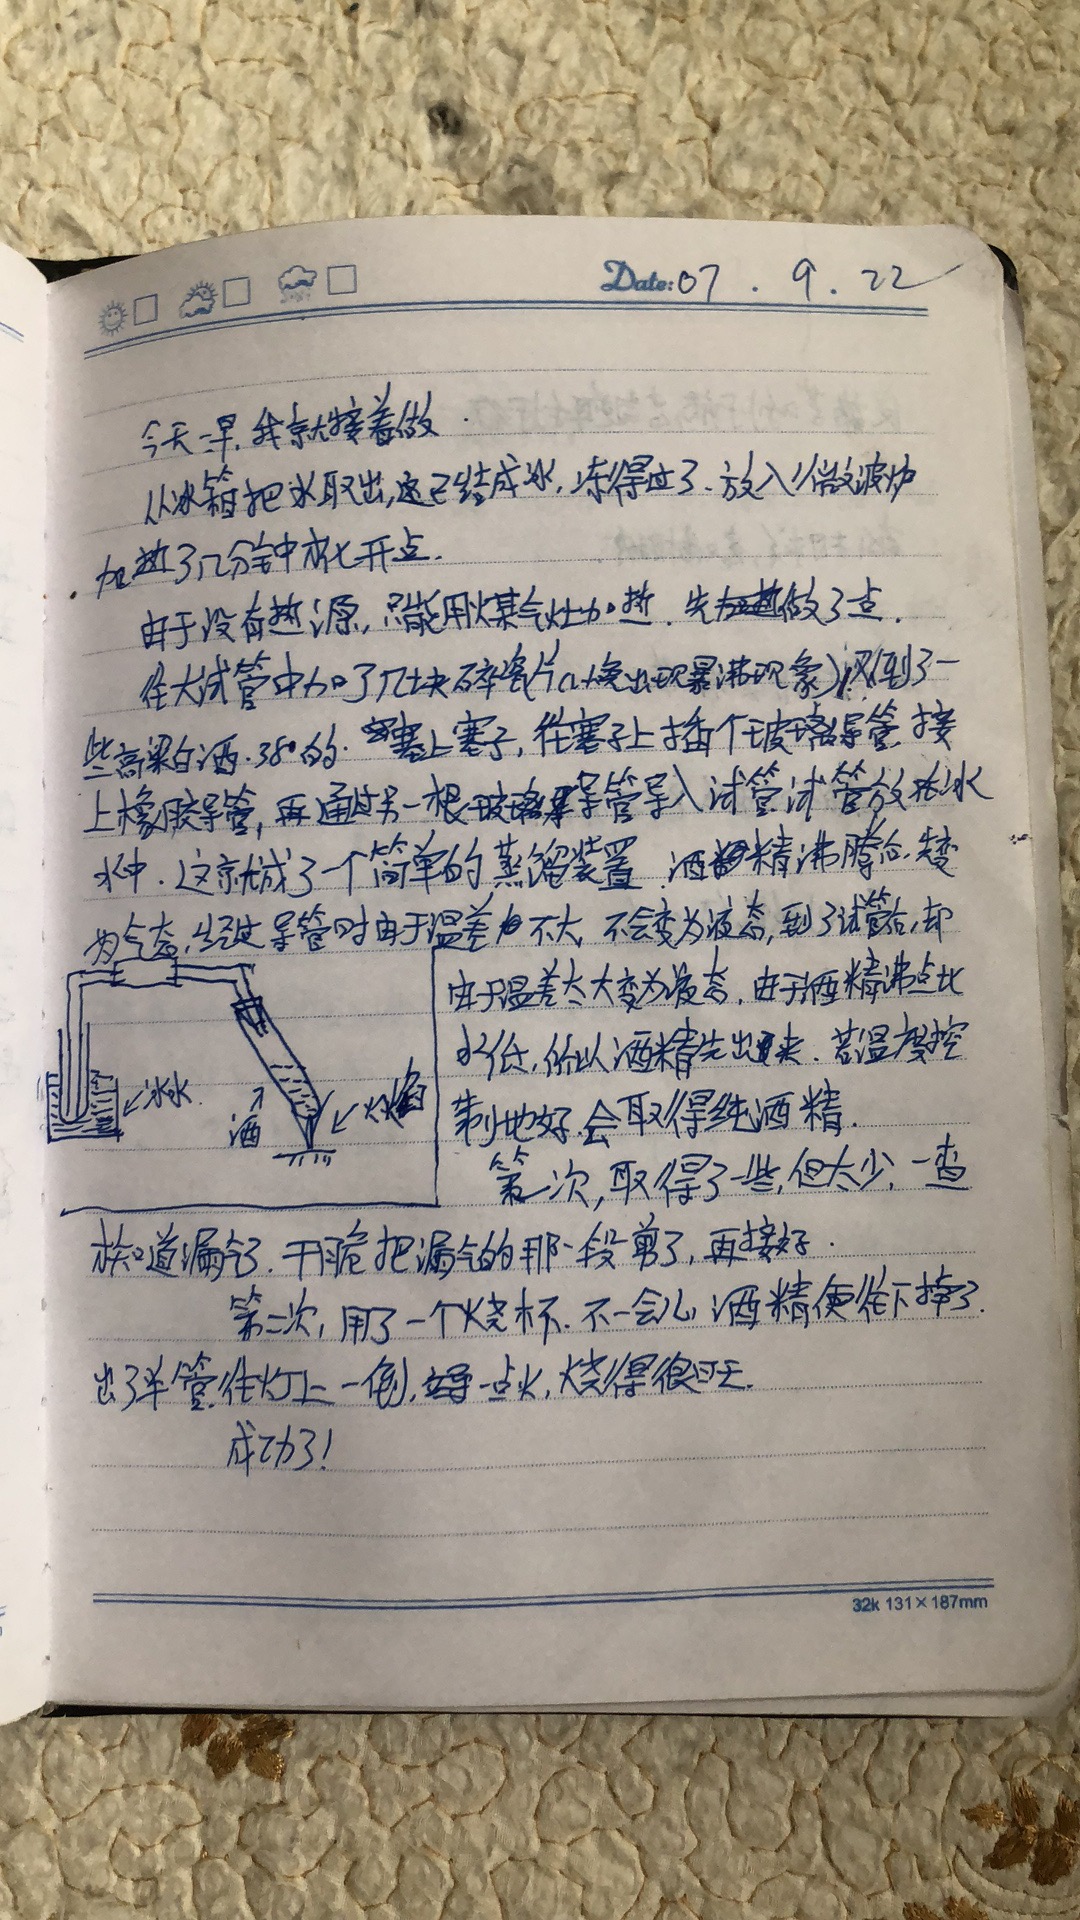 Date: 07 . 9 . 22
今天一早,我就接着做.
从冰箱把水取出,这已结成冰,冻得过了.放入微波炉
加热了几分钟才化开点.
由于没有热源,只能用煤气灶加热.先做了点.
在大试管中加了几块碎瓷片(以免出现暴沸现象)又倒了一
些高粱白酒.38°的.塞上塞子,在塞子上插个玻璃导管,接
上橡胶导管,再通过另一根玻璃导管导入试管,试管放在冰
水中.这就成了一个简单的蒸馏装置.酒精沸腾后,变
为气态,经过导管时由于温差不大,不会变为液态,到了试管后,却
由于温差太大变为液态,由于酒精沸点比
水低,所以酒精先出来.若温度控
制地好,会取得纯酒精.
冰水
酒
火焰
第一次,取得了一些,但太少,一查
才知道漏气了.干脆把漏气的那一段剪了,再接好.
第二次,用了一个烧杯.不一会儿,酒精便往下掉了.
出了半管,往灯上一倒,一点火,烧得很旺.
成功了!
32k 131×187mm